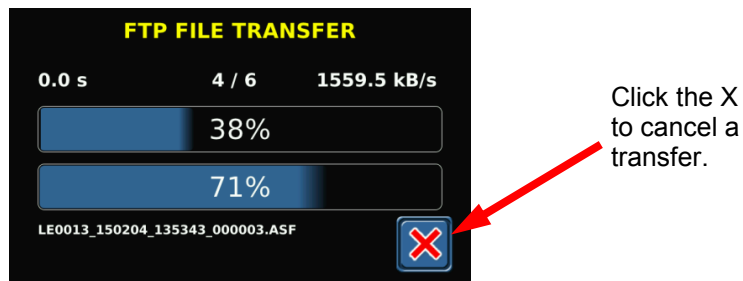 FTP FILE TRANSFER
0.0 s 4 / 6 1559.5 kB/s
38%
71%
LE0013_150204_135343_000003.ASF
Click the X
to cancel a
transfer.